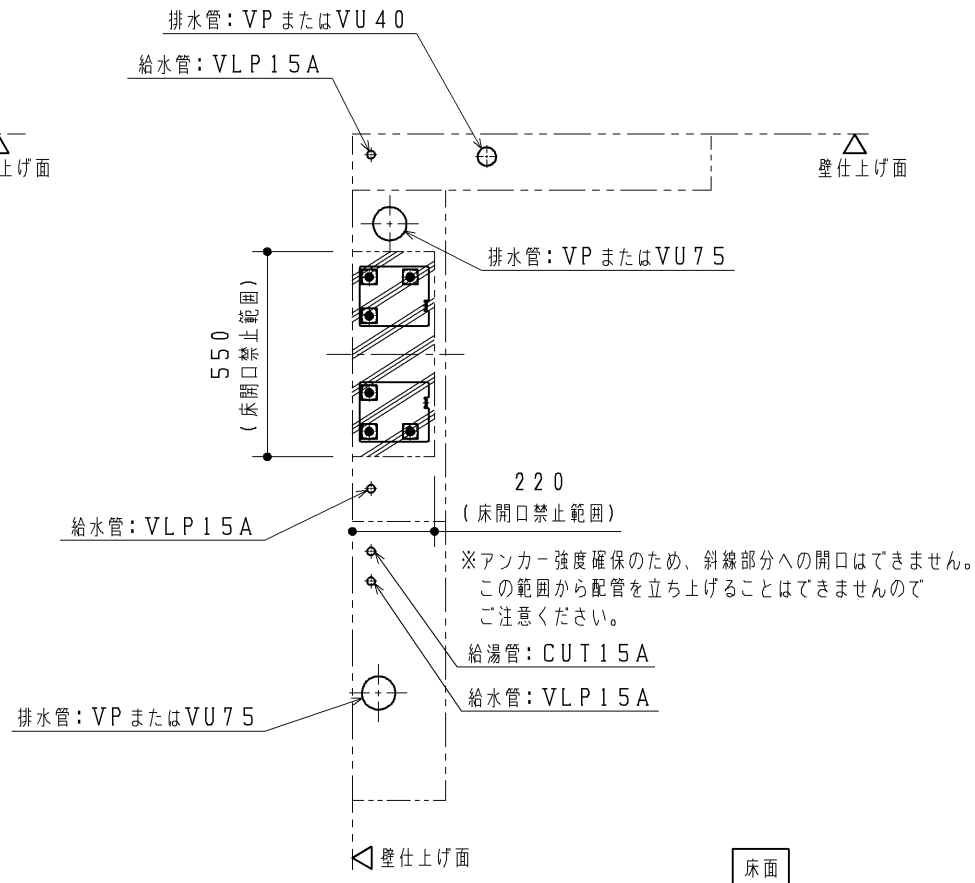 排水管：VPまたはVU40
給水管：VLP15A
上げ面
壁仕上げ面
排水管：VPまたはVU75
550
(床開口禁止範囲)
220
(床開口禁止範囲)
給水管：VLP15A
※アンカー強度確保のため、斜線部分への開口はできません。
この範囲から配管を立ち上げることはできませんので
ご注意ください。
給湯管：CUT15A
給水管：VLP15A
排水管：VPまたはVU75
壁仕上げ面
床面